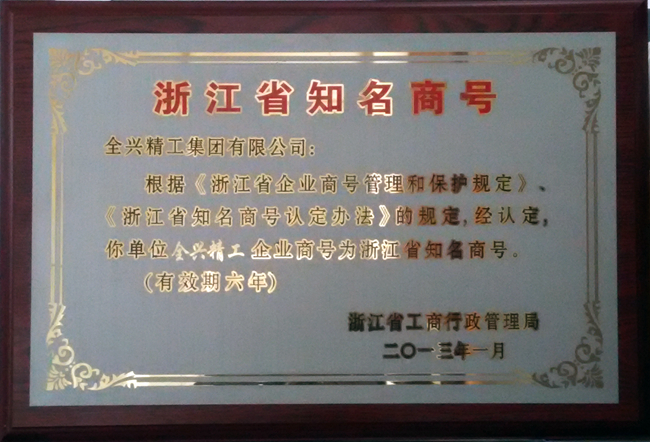 浙江省知名商号
全兴精工集团有限公司：
根据《浙江省企业商号管理和保护规定》、
《浙江省知名商号认定办法》的规定，经认定，
你单位全兴精工企业商号为浙江省知名商号。
（有效期六年）
浙江省工商行政管理局
二〇一三年一月